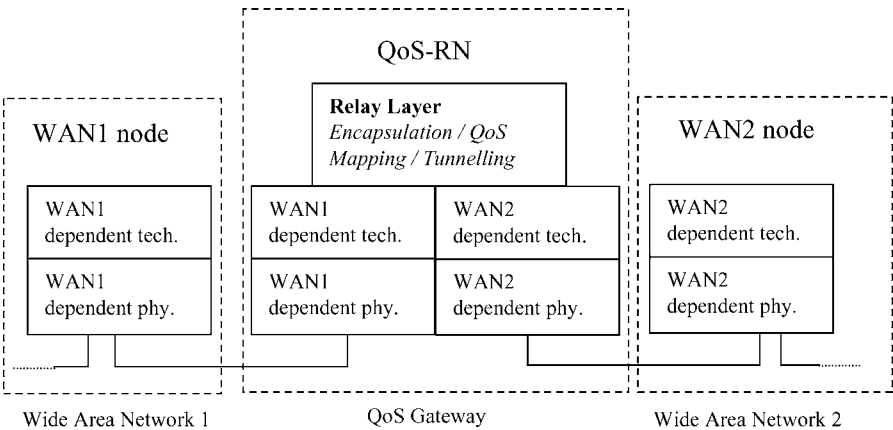 QoS-RN
Relay Layer
Encapsulation / QoS
Mapping / Tunnelling
WAN1 node
WAN1
dependent tech.
WAN1
dependent phy.
WAN1
dependent tech.
WAN2
dependent tech.
WAN1
dependent phy.
WAN2
dependent phy.
WAN2 node
WAN2
dependent tech.
WAN2
dependent phy.
Wide Area Network 1
QoS Gateway
Wide Area Network 2